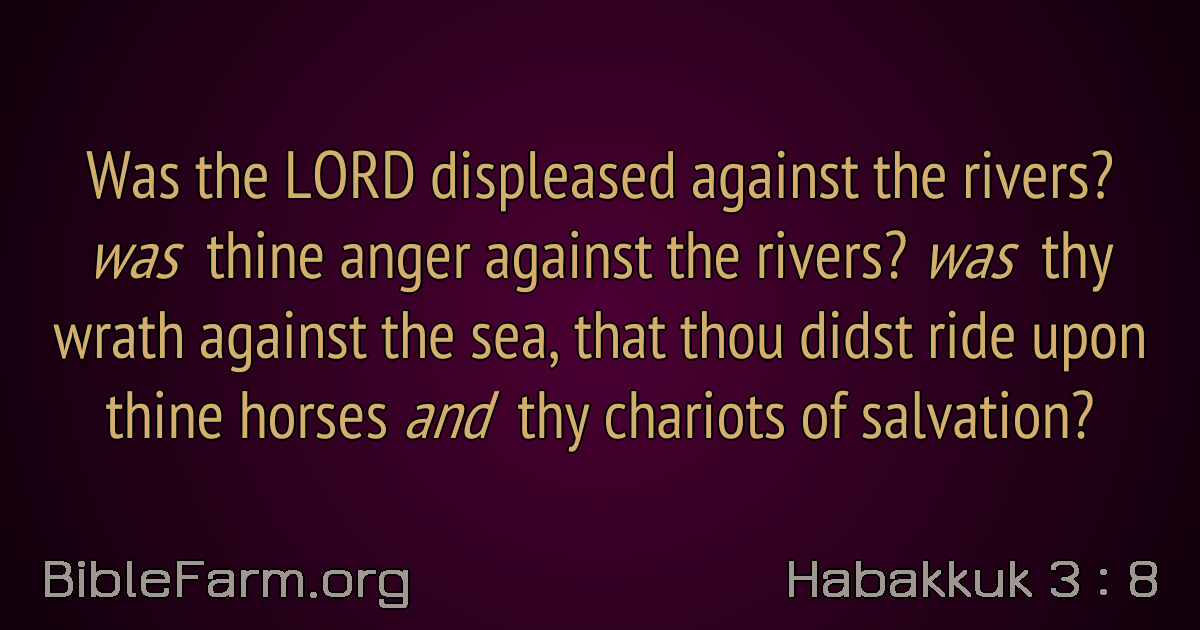 Was the LORD displeased against the rivers?
was thine anger against the rivers? was thy
wrath against the sea, that thou didst ride upon
thine horses and thy chariots of salvation?
BibleFarm.org
Habakkuk 3 : 8